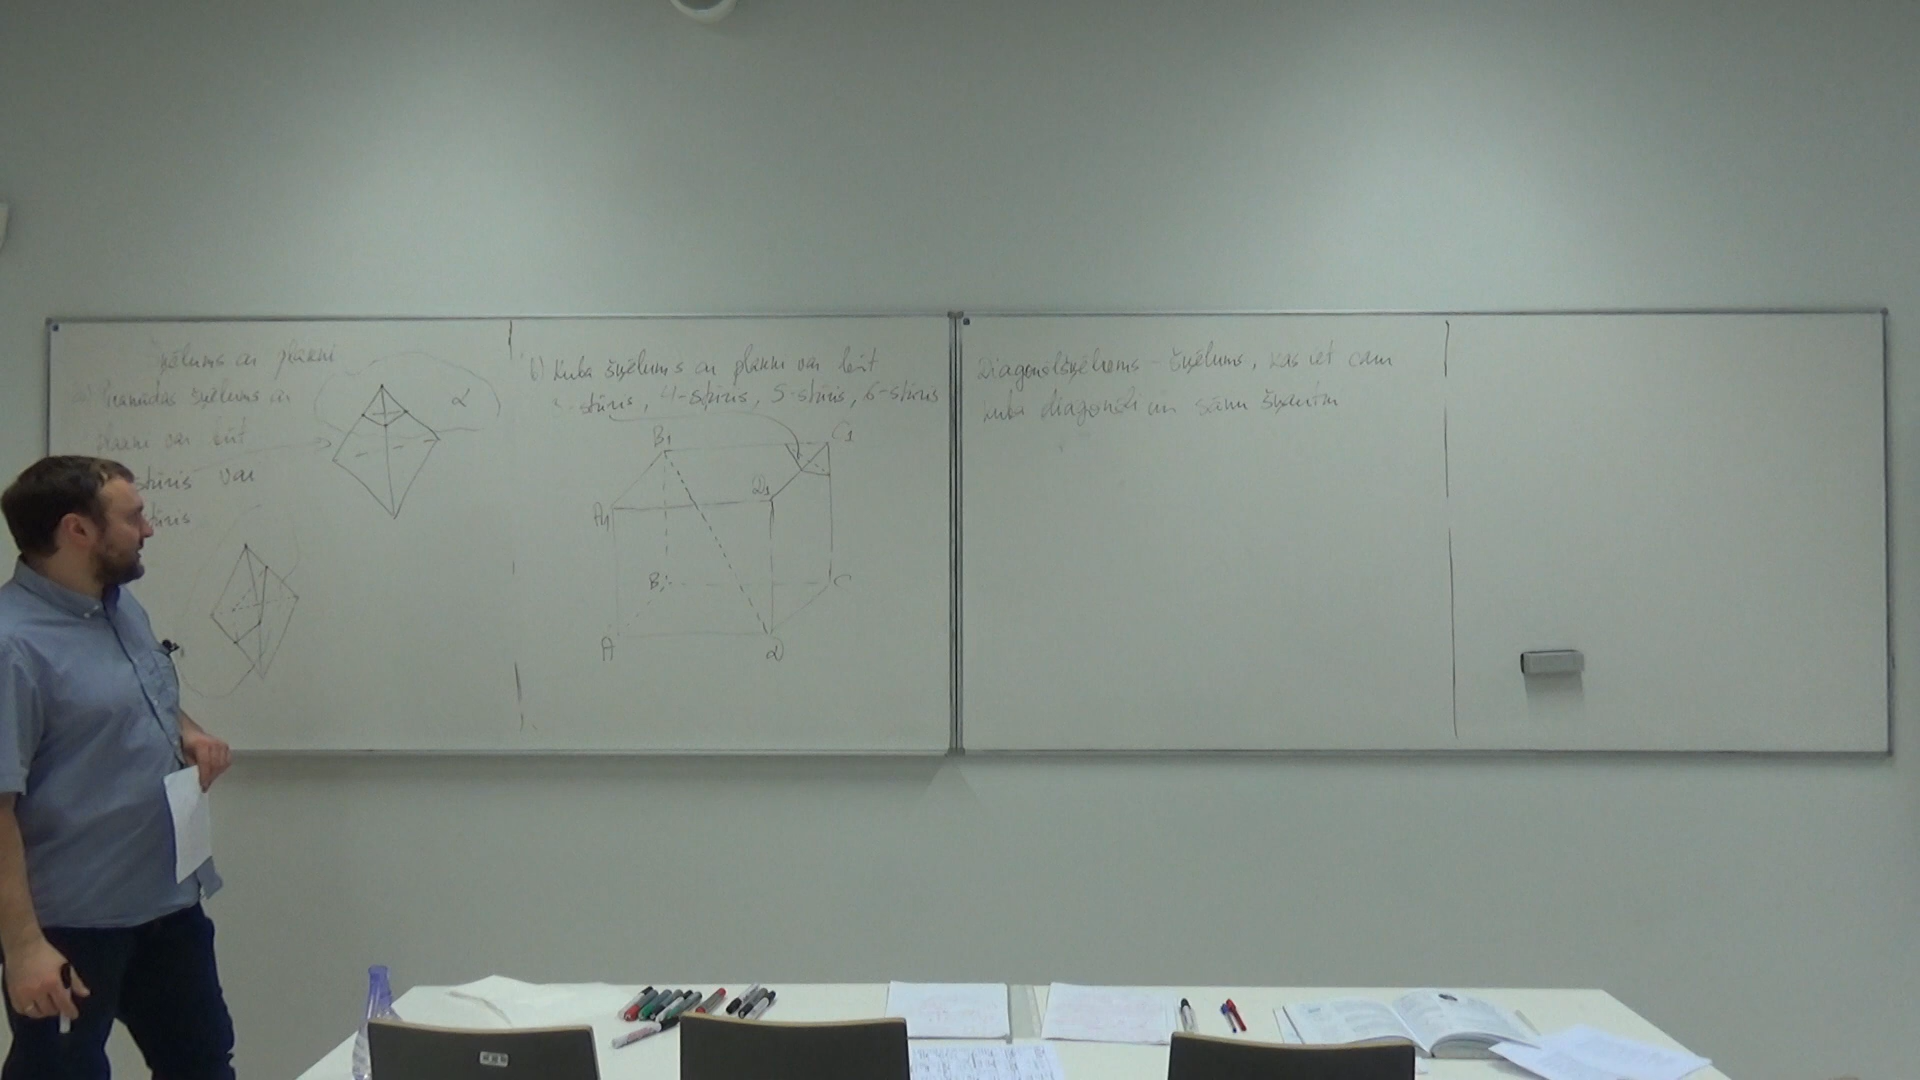 šķēlums ar plakni
Piramīdas šķēlums ar
plakni var būt
stūris vai
stūris
α
b) Kuba šķēlums ar plakni var būt
stūris, 4-stūris, 5-stūris, 6-stūris
B1
C1
D1
A1
B
C
A
D
Diagonālšķēlums - šķēlums, kas iet caur
kuba diagonāli un sānu šķautni